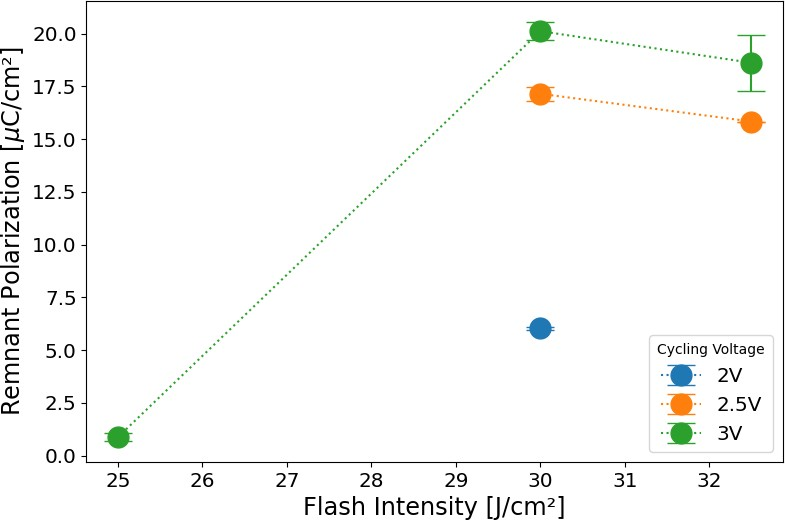 Remnant Polarization [μC/cm²]
20.0
17.5
15.0
12.5
10.0
7.5
5.0
2.5
0.0
25 26 27 28 29 30 31 32
Flash Intensity [J/cm²]
Cycling Voltage
2V
2.5V
3V